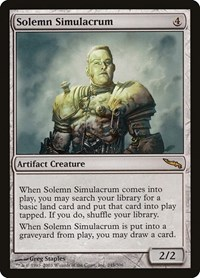 Solemn Simulacrum 4
Artifact Creature
When Solemn Simulacrum comes into
play, you may search your library for a
basic land card and put that card into play
tapped. If you do, shuffle your library.
When Solemn Simulacrum is put into a
graveyard from play, you may draw a card.
Greg Staples
2/2